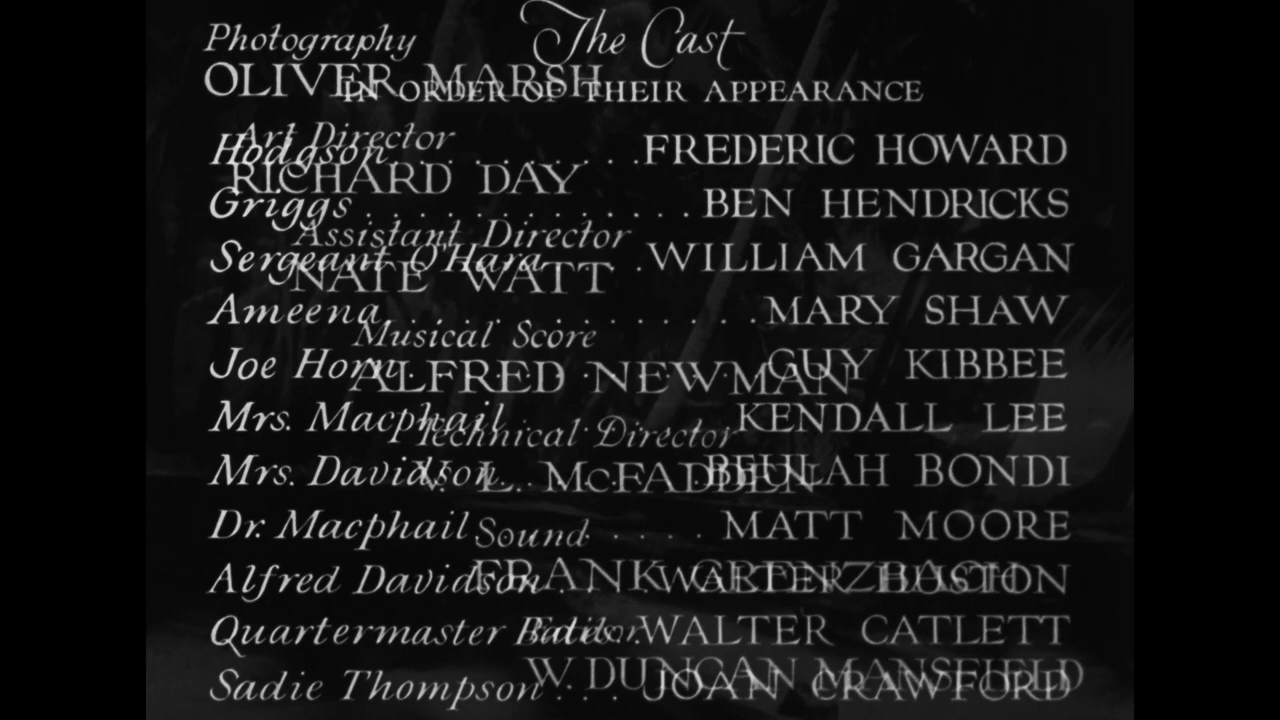 Photography
The Cast
OLIVER MARSH
IN ORDER OF THEIR APPEARANCE
Art Director
Hodgson..........FREDERIC HOWARD
RICHARD DAY
Griggs..............BEN HENDRICKS
Assistant Director
Sergeant O'Hara....WILLIAM GARGAN
NATE WATT
Ameena................MARY SHAW
Musical Score
Joe Horn..............GUY KIBBEE
ALFRED NEWMAN
Mrs. Macphail........KENDALL LEE
Technical Director
Mrs. Davidson.......BEULAH BONDI
V. L. McFADDEN
Dr. Macphail.........MATT MOORE
Sound
Alfred Davidson....WALTER HUSTON
FRANK GRENZBACH
Quartermaster Bates.WALTER CATLETT
Editor
W. DUNCAN MANSFIELD
Sadie Thompson....JOAN CRAWFORD